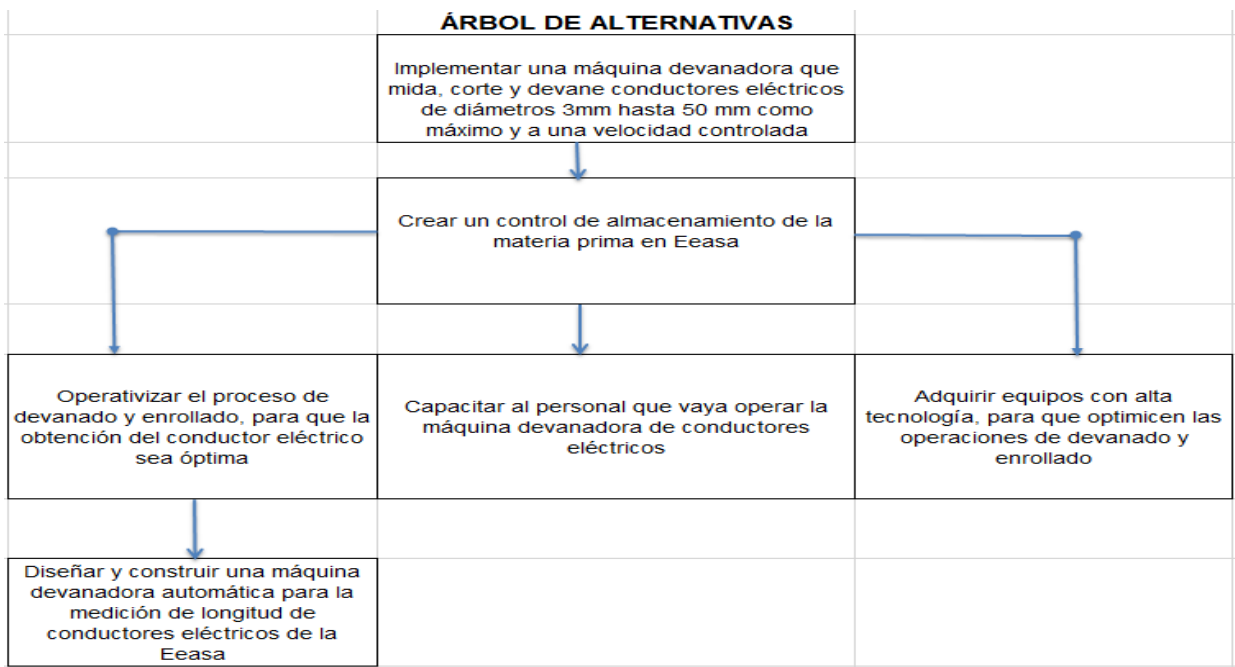 ÁRBOL DE ALTERNATIVAS
Implementar una máquina devanadora que
mida, corte y devane conductores eléctricos
de diámetros 3mm hasta 50 mm como
máximo y a una velocidad controlada
Crear un control de almacenamiento de la
materia prima en Eeasa
Operativizar el proceso de
devanado y enrollado, para que la
obtención del conductor eléctrico
sea óptima
Capacitar al personal que vaya operar la
máquina devanadora de conductores
eléctricos
Adquirir equipos con alta
tecnología, para que optimicen las
operaciones de devanado y
enrollado
Diseñar y construir una máquina
devanadora automática para la
medición de longitud de
conductores eléctricos de la
Eeasa